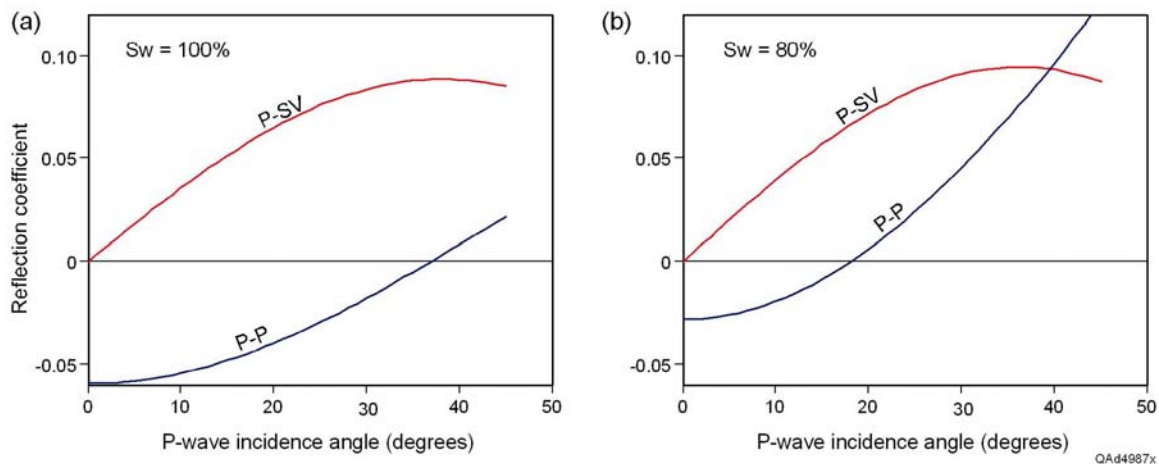 (a)
Sw = 100%
P-SV
P-P
Reflection coefficient
0.10
0.05
0
-0.05
0 10 20 30 40 50
P-wave incidence angle (degrees)
(b)
Sw = 80%
P-SV
P-P
0.10
0.05
0
-0.05
0 10 20 30 40 50
P-wave incidence angle (degrees)
QAd4987x